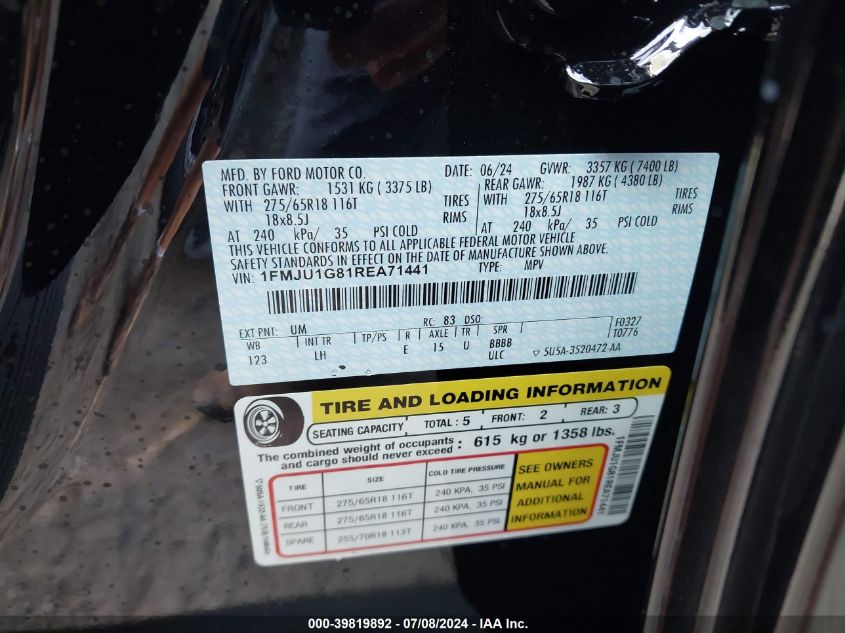 MFD. BY FORD MOTOR CO. DATE: 06/24 GVWR: 3357 KG ( 7400 LB)
FRONT GAWR: 1531 KG ( 3375 LB) REAR GAWR: 1987 KG ( 4380 LB)
WITH 275/65R18 116T TIRES WITH 275/65R18 116T TIRES
18x8.5J RIMS 18x8.5J RIMS
AT 240 kPa/ 35 PSI COLD AT 240 kPa/ 35 PSI COLD
THIS VEHICLE CONFORMS TO ALL APPLICABLE FEDERAL MOTOR VEHICLE
SAFETY STANDARDS IN EFFECT ON THE DATE OF MANUFACTURE SHOWN ABOVE.
VIN: 1FMJU1G81REA71441 TYPE: MPV
EXT PNT: UM RC: 83 DSO: F0327
WB INT TR TP/PS R AXLE TR SPR T0776
123 LH E 15 U BBBB
ULC ▽ 5U5A-3520472-AA
TIRE AND LOADING INFORMATION
SEATING CAPACITY TOTAL : 5 FRONT: 2 REAR: 3
The combined weight of occupants and cargo should never exceed : 615 kg or 1358 lbs.
TIRE SIZE COLD TIRE PRESSURE
FRONT 275/65R18 116T 240 KPA, 35 PSI
REAR 275/65R18 116T 240 KPA, 35 PSI
SPARE 255/70R18 113T 240 KPA, 35 PSI
SEE OWNERS
MANUAL FOR
ADDITIONAL
INFORMATION
1FMJU1G81REA71441
000-39819892 - 07/08/2024 - IAAI Inc.